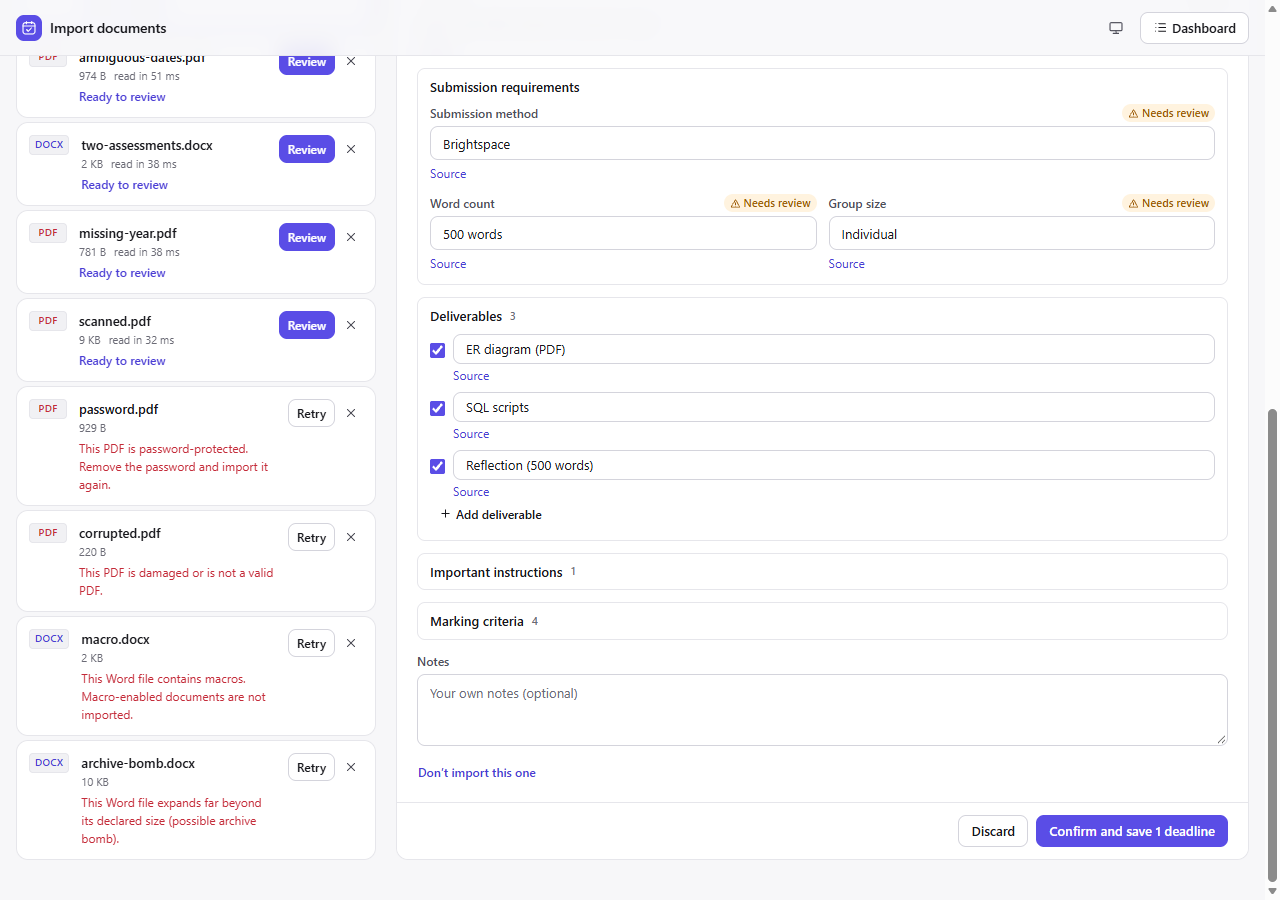 Import documents
Dashboard
PDF
ambiguous-dates.pdf
974 B read in 51 ms
Ready to review
Review
DOCX
two-assessments.docx
2 KB read in 38 ms
Ready to review
Review
PDF
missing-year.pdf
781 B read in 38 ms
Ready to review
Review
PDF
scanned.pdf
9 KB read in 32 ms
Ready to review
Review
PDF
password.pdf
929 B
This PDF is password-protected.
Remove the password and import it
again.
Retry
PDF
corrupted.pdf
220 B
This PDF is damaged or is not a valid
PDF.
Retry
DOCX
macro.docx
2 KB
This Word file contains macros.
Macro-enabled documents are not
imported.
Retry
DOCX
archive-bomb.docx
10 KB
This Word file expands far beyond
its declared size (possible archive
bomb).
Retry
Submission requirements
Submission method
Needs review
Brightspace
Source
Word count
Needs review
500 words
Source
Group size
Needs review
Individual
Source
Deliverables 3
ER diagram (PDF)
Source
SQL scripts
Source
Reflection (500 words)
Source
+ Add deliverable
Important instructions 1
Marking criteria 4
Notes
Your own notes (optional)
Don't import this one
Discard
Confirm and save 1 deadline